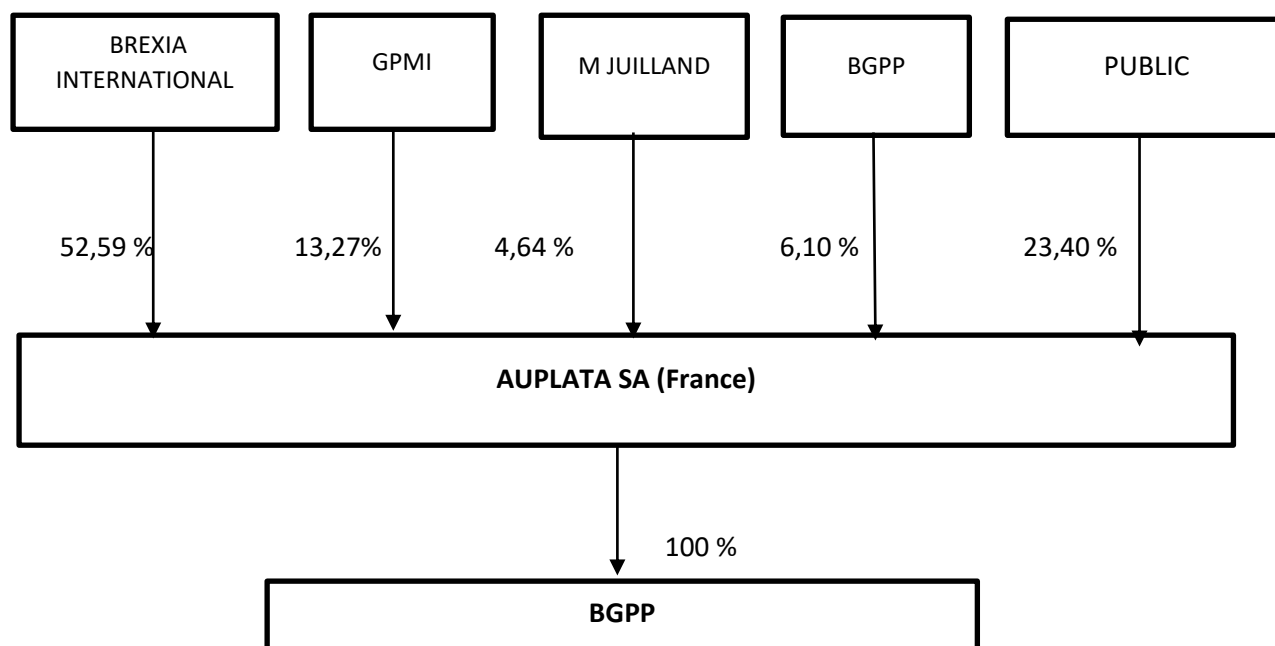 BREXIA
INTERNATIONAL
GPMI
M JUILLAND
BGPP
PUBLIC
52,59 %
13,27%
4,64 %
6,10 %
23,40 %
AUPLATA SA (France)
100 %
BGPP